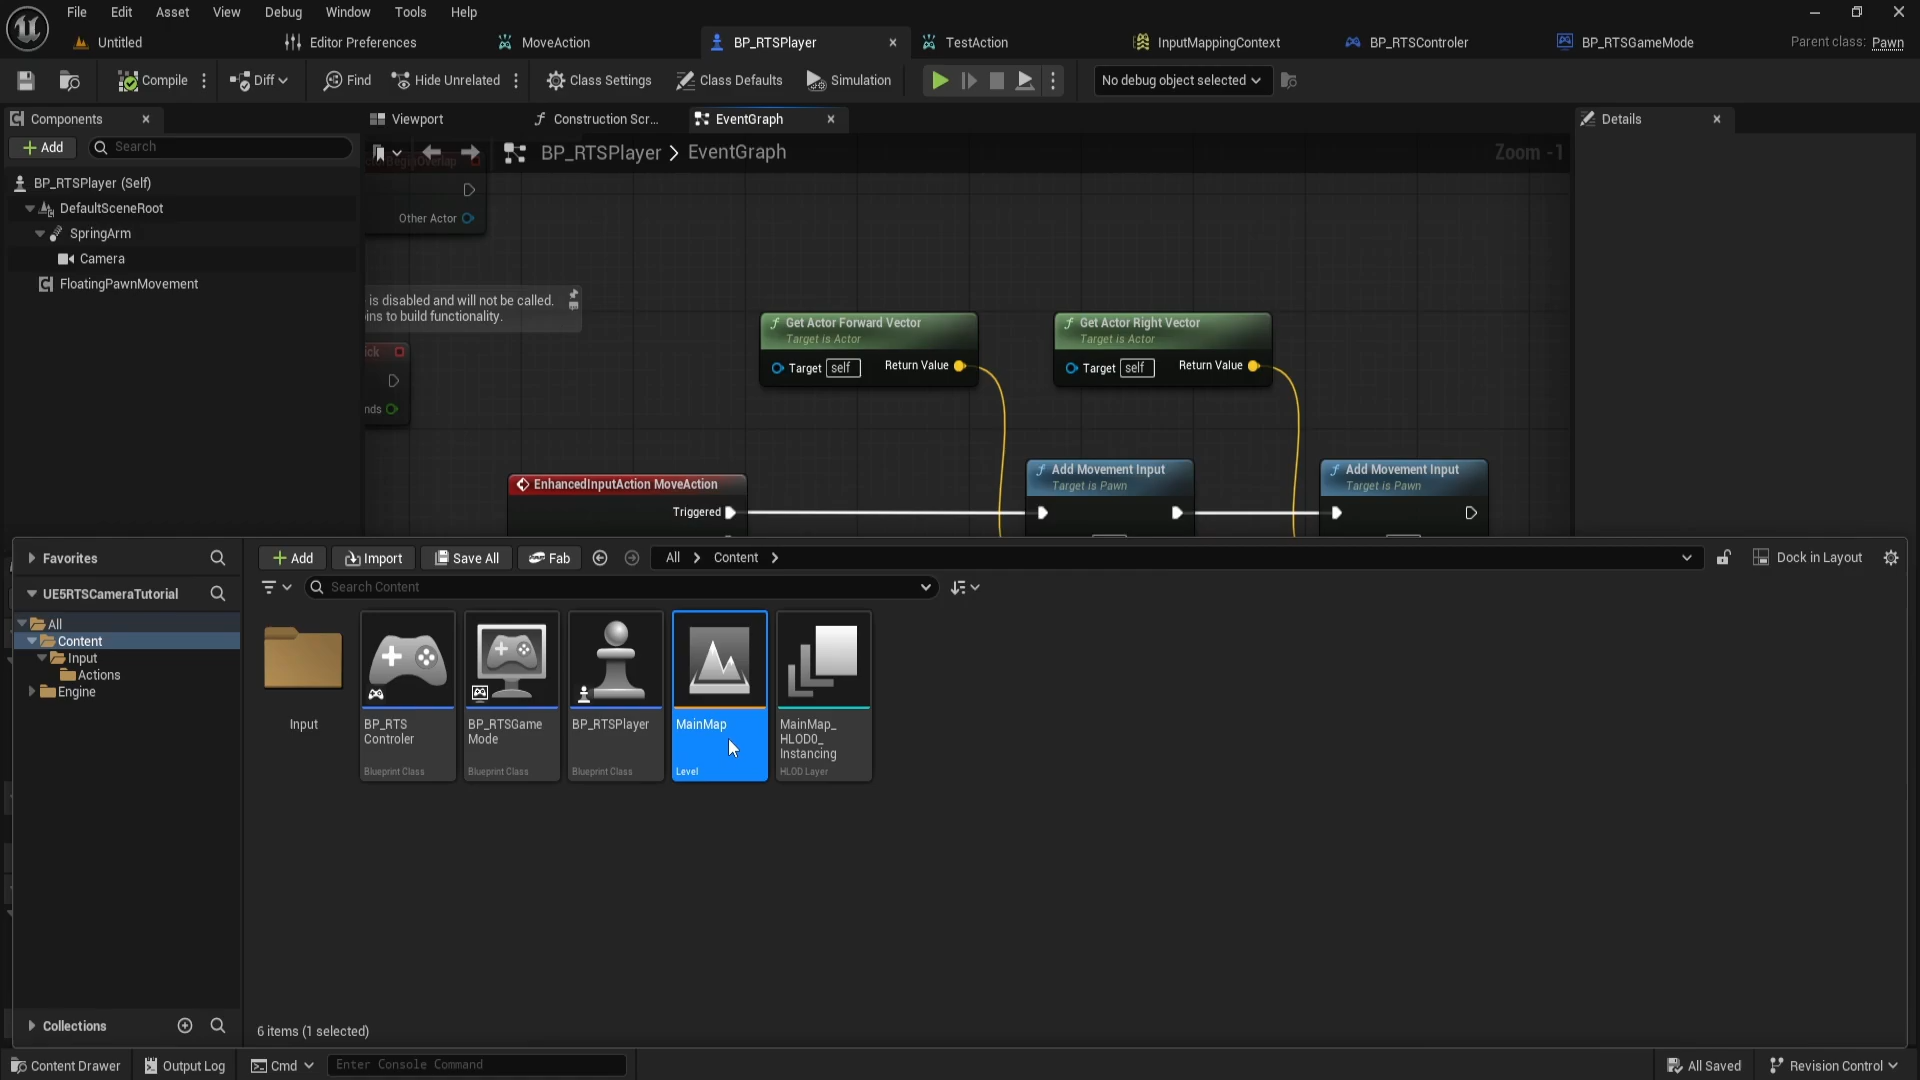 File Edit Asset View Debug Window Tools Help
Untitled Editor Preferences MoveAction BP_RTSPlayer TestAction InputMappingContext BP_RTSControler BP_RTSGameMode Parent class: Pawn
Compile Diff Find Hide Unrelated Class Settings Class Defaults Simulation No debug object selected
Components Viewport Construction Scr... EventGraph Details
+ Add Search
BP_RTSPlayer > EventGraph Zoom -1
BP_RTSPlayer (Self)
DefaultSceneRoot
SpringArm
Camera
FloatingPawnMovement
Other Actor
is disabled and will not be called.
ins to build functionality.
ick
nds
Get Actor Forward Vector
Target is Actor
Target self Return Value
Get Actor Right Vector
Target is Actor
Target self Return Value
EnhancedInputAction MoveAction
Triggered
Add Movement Input
Target is Pawn
Add Movement Input
Target is Pawn
Favorites
+ Add Import Save All Fab All > Content > Dock in Layout
Search Content
UE5RTSCameraTutorial
All
Content
Input
Actions
Engine
Input
BP_RTS
Controler
Blueprint Class
BP_RTSGame
Mode
Blueprint Class
BP_RTSPlayer
Blueprint Class
MainMap
Level
MainMap_
HLOD0_
Instancing
HLOD Layer
Collections
6 items (1 selected)
Content Drawer Output Log Cmd Enter Console Command All Saved Revision Control